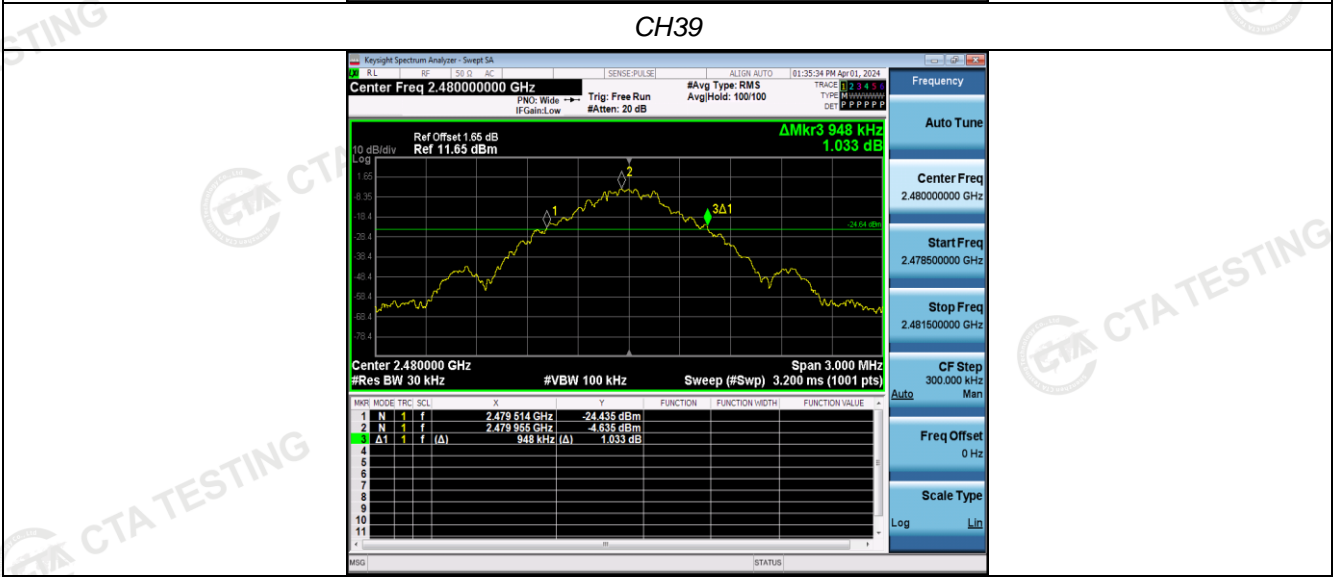 CH39
Keysight Spectrum Analyzer - Swept SA
RL RF 50 Ω AC SENSE:PULSE ALIGN AUTO 01:35:34 PM Apr 01, 2024
Center Freq 2.480000000 GHz
PNO: Wide
IFGain:Low
Trig: Free Run
#Atten: 20 dB
#Avg Type: RMS
Avg|Hold: 100/100
TRACE 1 2 3 4 5 6
TYPE M WWWWW
DET P P P P P P
ΔMkr3 948 kHz
1.033 dB
Ref Offset 1.65 dB
10 dB/div Ref 11.65 dBm
Log
1.65
-8.35
-18.4
-28.4
-38.4
-48.4
-58.4
-68.4
-78.4
1
2
3Δ1
-24.64 dBm
Center 2.480000 GHz Span 3.000 MHz
#Res BW 30 kHz #VBW 100 kHz Sweep (#Swp) 3.200 ms (1001 pts)
MKR MODE TRC SCL X Y FUNCTION FUNCTION WIDTH FUNCTION VALUE
1 N 1 f 2.479 514 GHz -24.435 dBm
2 N 1 f 2.479 955 GHz -4.635 dBm
3 Δ1 1 f (Δ) 948 kHz (Δ) 1.033 dB
4
5
6
7
8
9
10
11
MSG STATUS
Frequency
Auto Tune
Center Freq
2.480000000 GHz
Start Freq
2.478500000 GHz
Stop Freq
2.481500000 GHz
CF Step
300.000 kHz
Auto Man
Freq Offset
0 Hz
Scale Type
Log Lin
STING
CTA
CTA TESTING
CTA TESTING